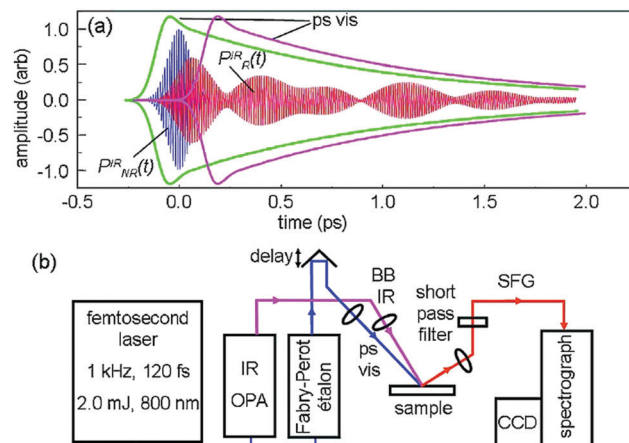 (a)
ps vis
P^IR_R(t)
P^IR_NR(t)
amplitude (arb)
1.0
0.5
0.0
-0.5
-1.0
-0.5
0.0
0.5
1.0
1.5
2.0
time (ps)
(b)
delay
BB
IR
SFG
short
pass
filter
ps
vis
femtosecond
laser
1 kHz, 120 fs
2.0 mJ, 800 nm
IR
OPA
Fabry-Perot
étalon
sample
CCD
spectrograph